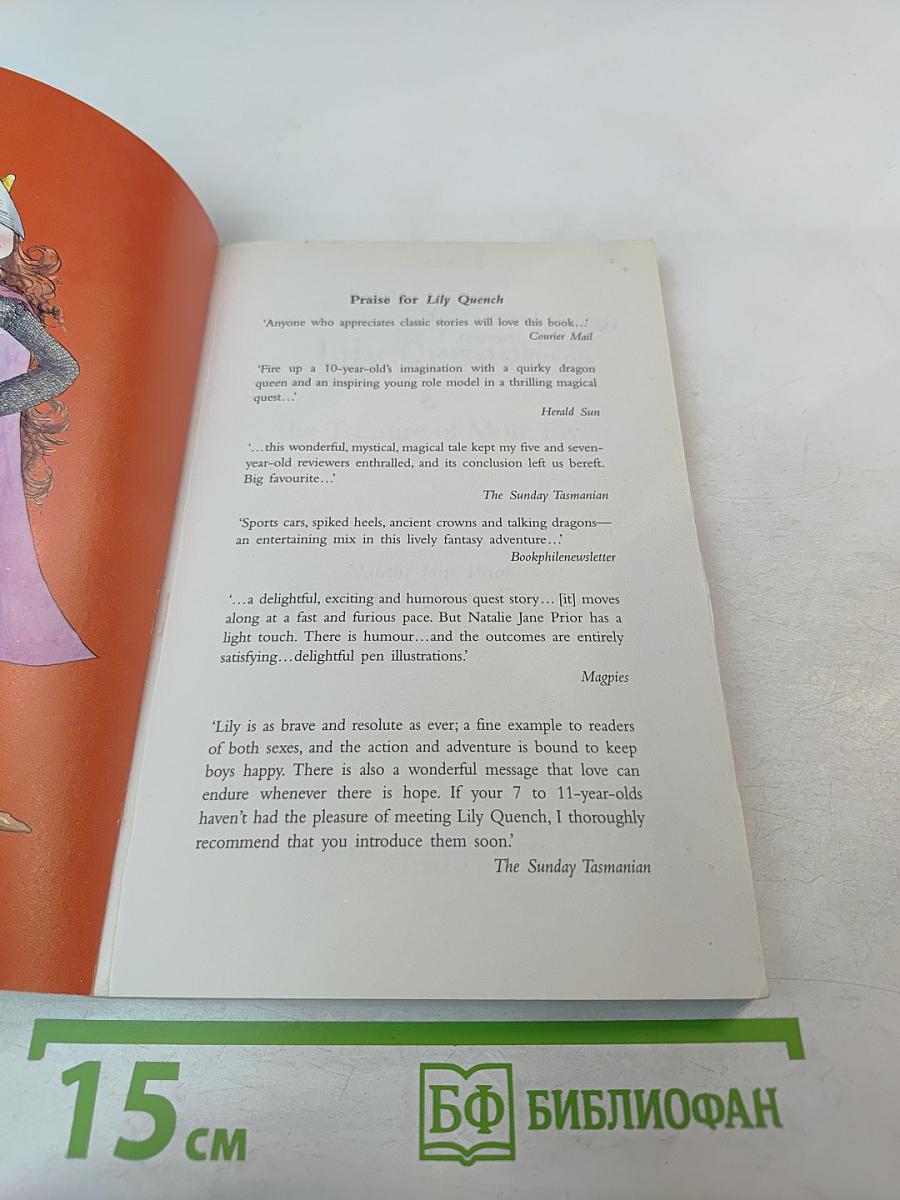 Praise for Lily Quench
‘Anyone who appreciates classic stories will love this book…’
Courier Mail
‘Fire up a 10-year-old’s imagination with a quirky dragon
queen and an inspiring young role model in a thrilling magical
quest…’
Herald Sun
‘…this wonderful, mystical, magical tale kept my five and seven-
year-old reviewers enthralled, and its conclusion left us bereft.
Big favourite…’
The Sunday Tasmanian
‘Sports cars, spiked heels, ancient crowns and talking dragons—
an entertaining mix in this lively fantasy adventure…’
Bookphilenewsletter
‘…a delightful, exciting and humorous quest story… [it] moves
along at a fast and furious pace. But Natalie Jane Prior has a
light touch. There is humour…and the outcomes are entirely
satisfying…delightful pen illustrations.’
Magpies
‘Lily is as brave and resolute as ever; a fine example to readers
of both sexes, and the action and adventure is bound to keep
boys happy. There is also a wonderful message that love can
endure whenever there is hope. If your 7 to 11-year-olds
haven’t had the pleasure of meeting Lily Quench, I thoroughly
recommend that you introduce them soon.’
The Sunday Tasmanian
15 см
БФ БИБЛИОФАН